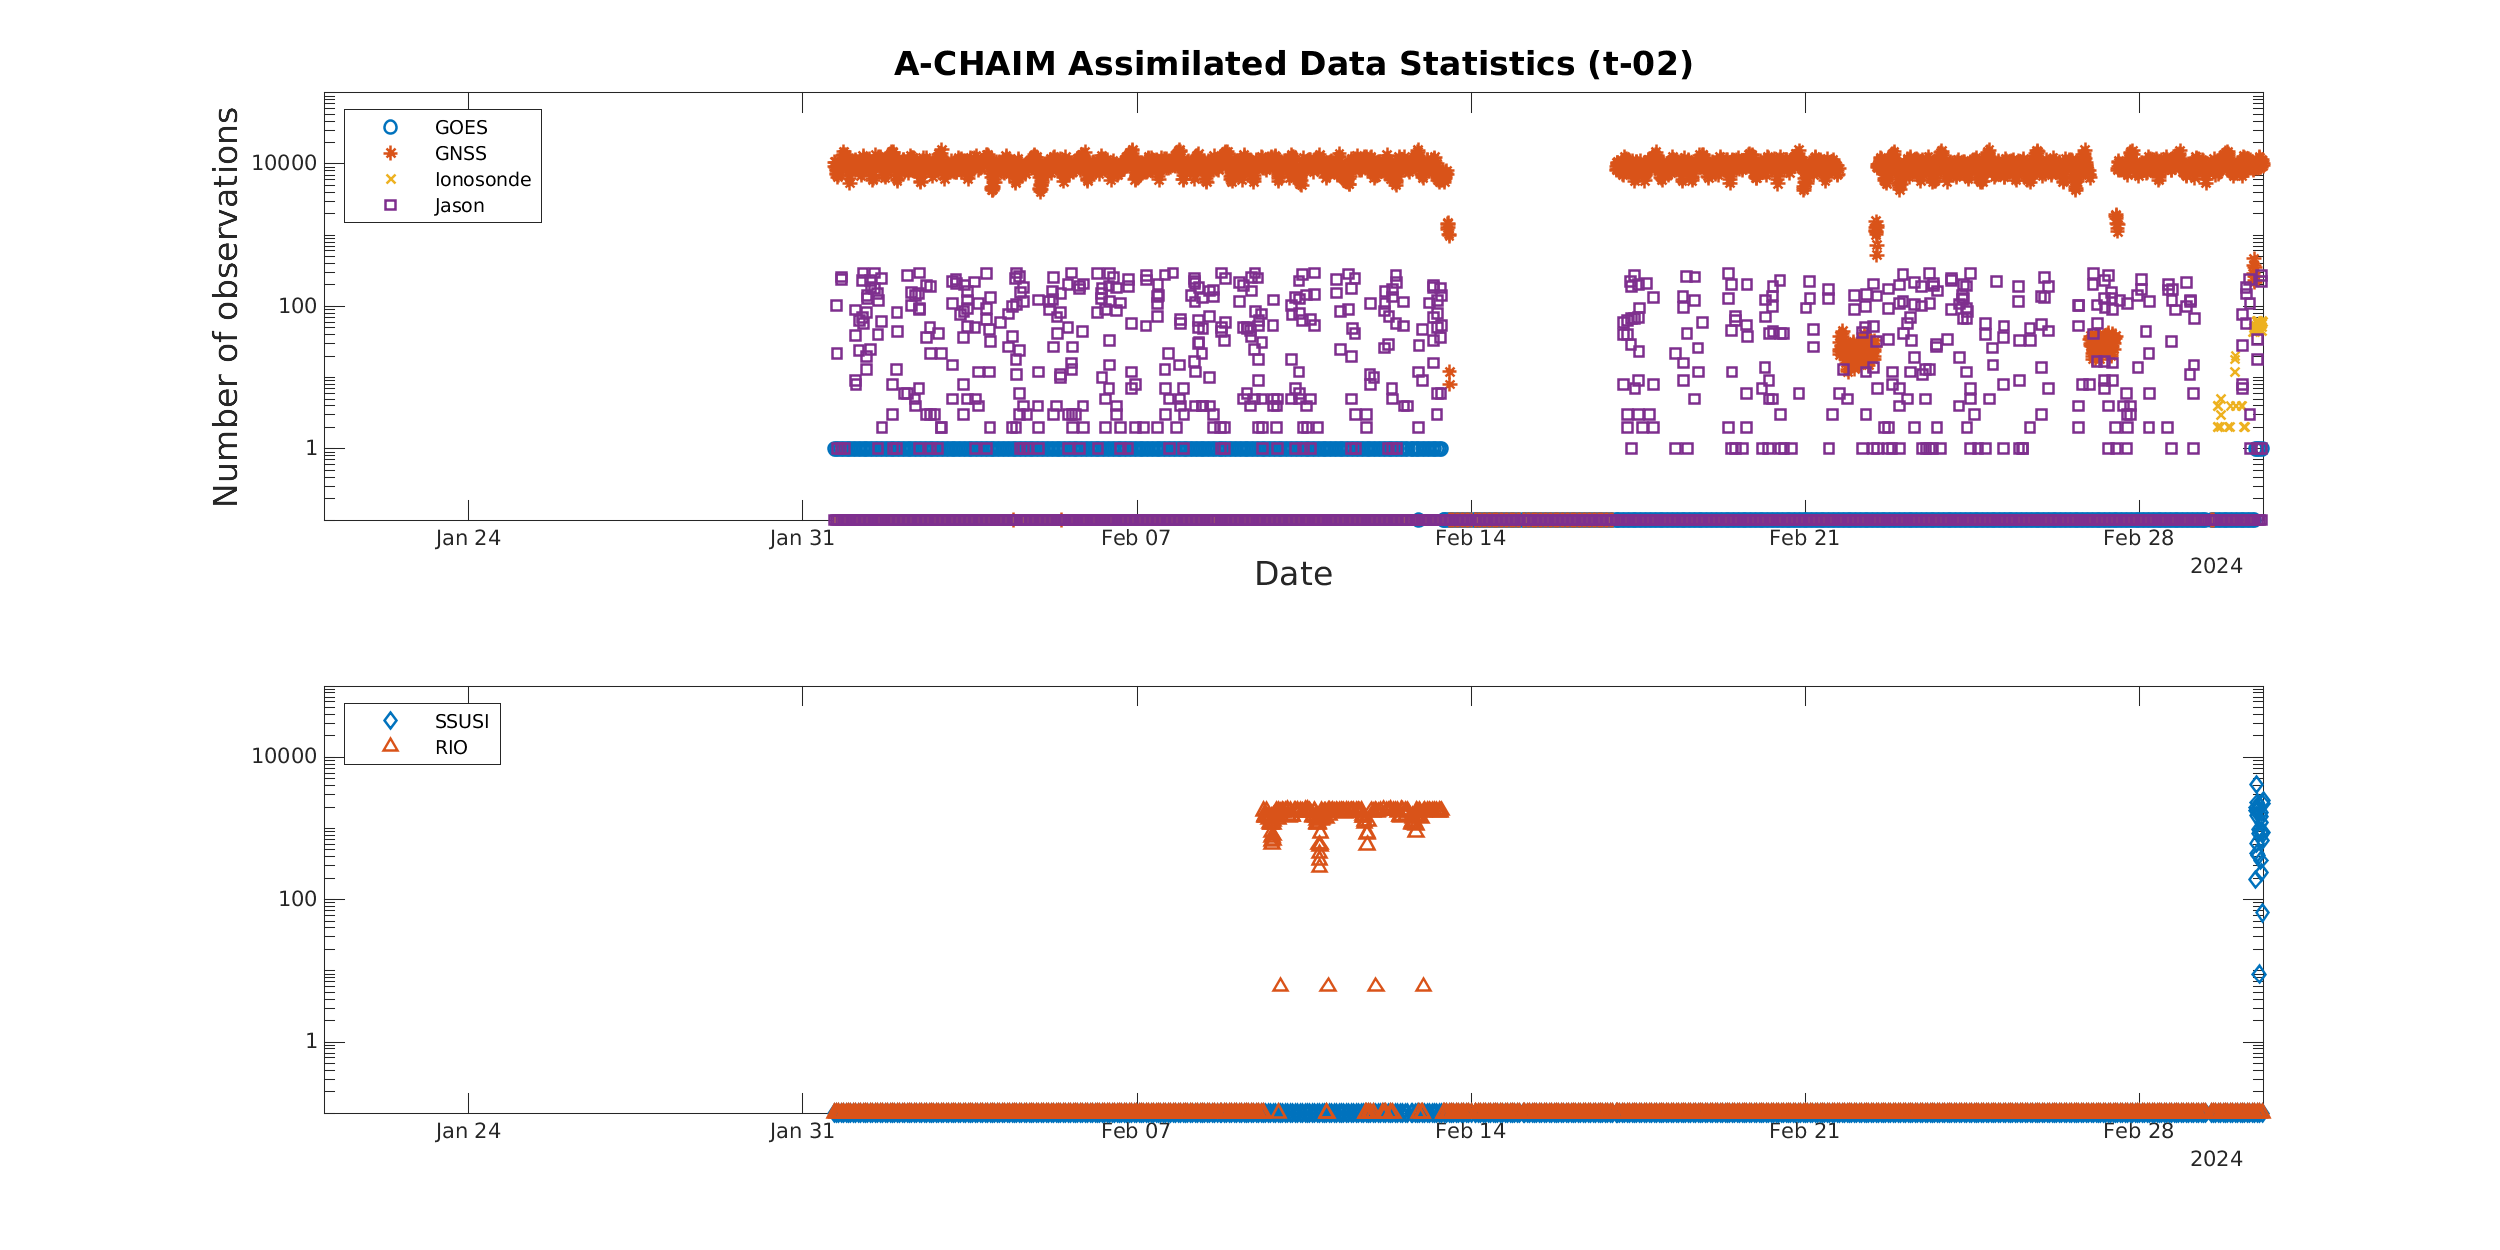 A-CHAIM Assimilated Data Statistics (t-02)
Number of observations
GOES
GNSS
Ionosonde
Jason
10000
100
1
Jan 24
Jan 31
Feb 07
Feb 14
Feb 21
Feb 28
2024
Date
SSUSI
RIO
10000
100
1
Jan 24
Jan 31
Feb 07
Feb 14
Feb 21
Feb 28
2024